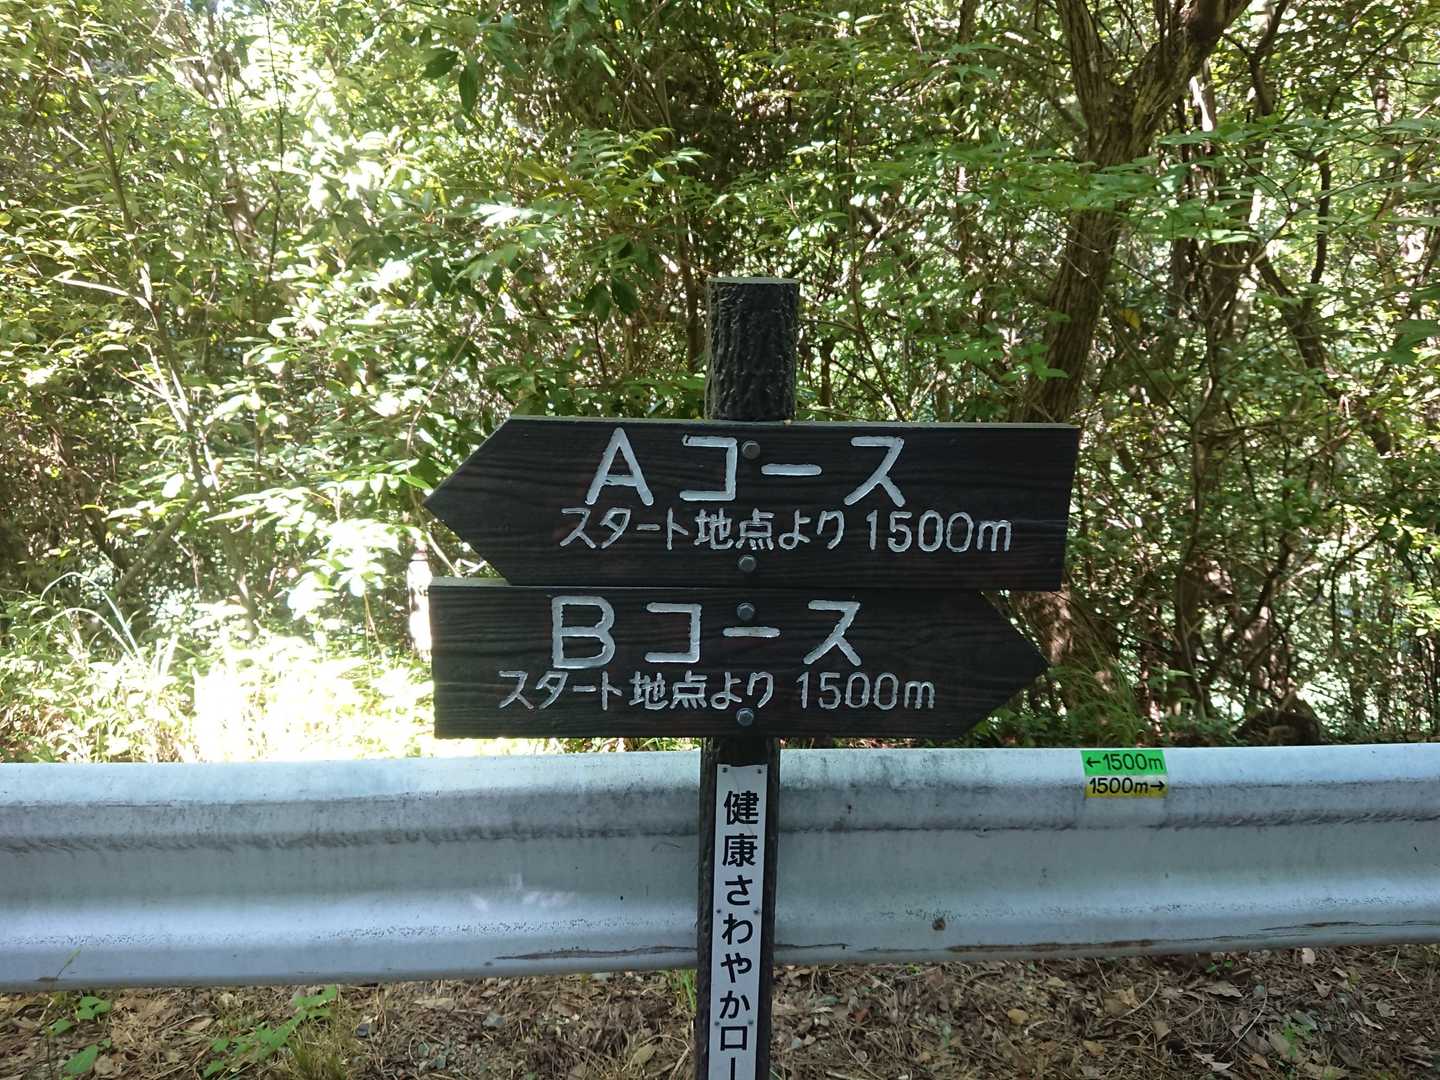 Aコース
スタート地点より 1500m
Bコース
スタート地点より 1500m
←1500m
1500m→
健康さわやかロー